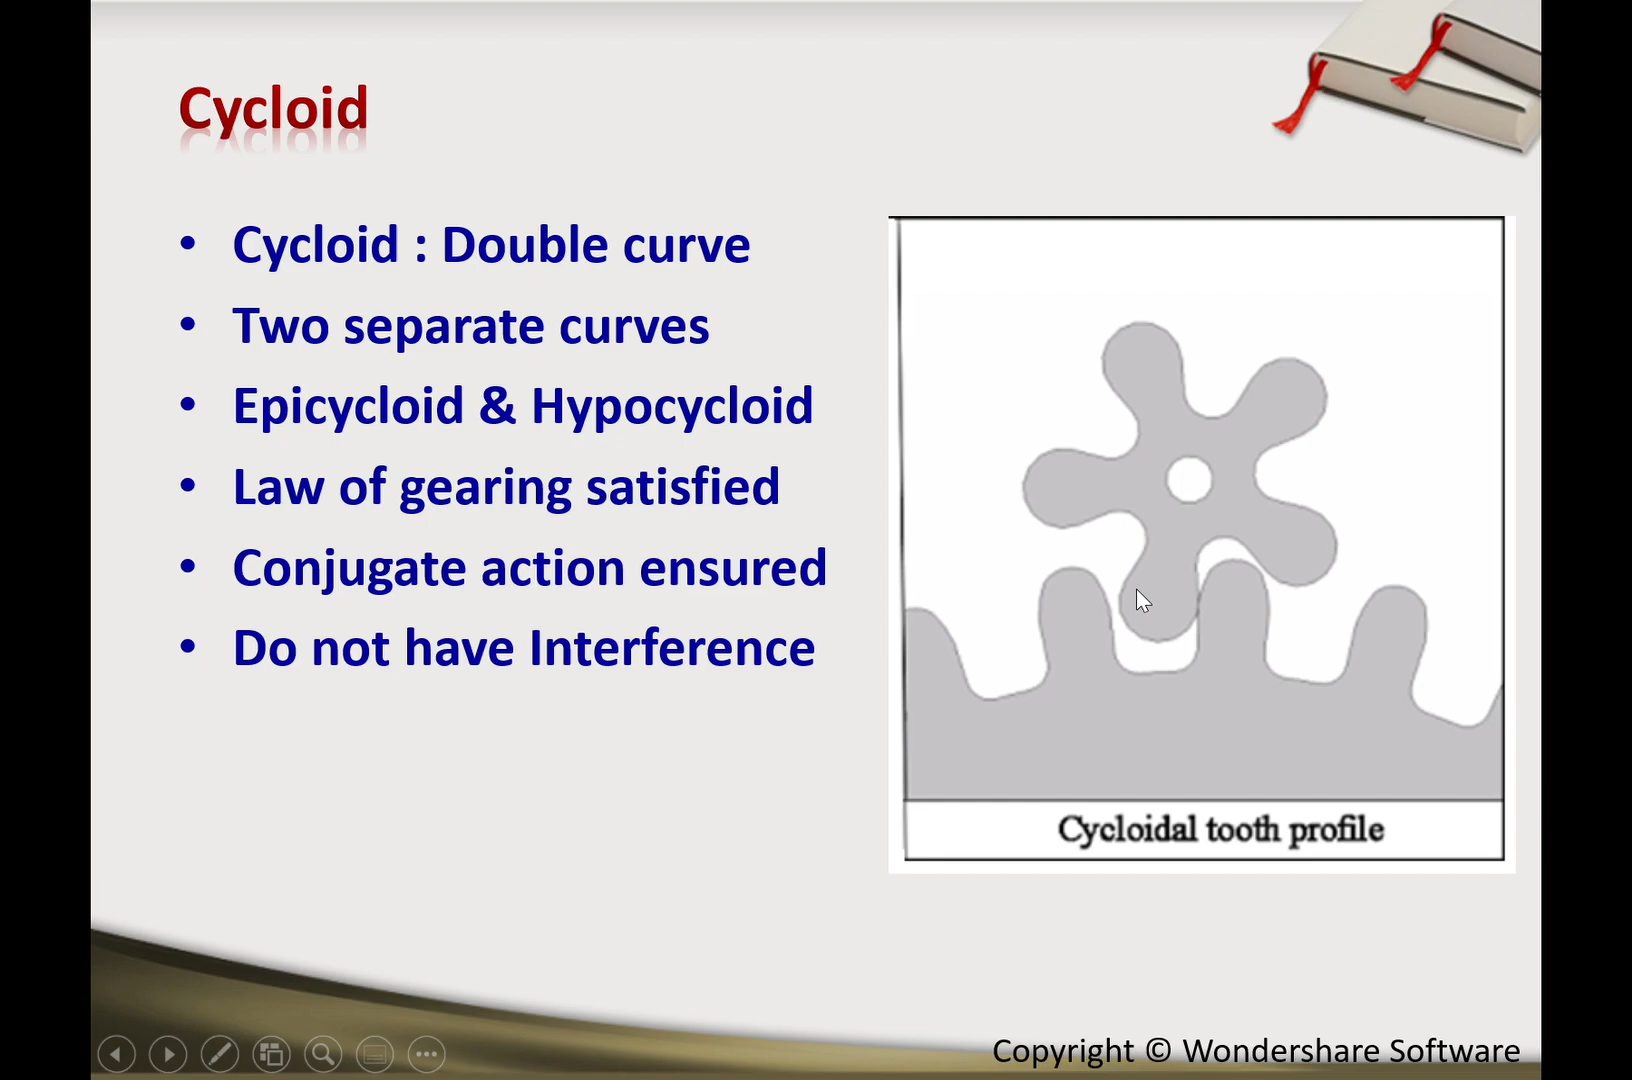 Cycloid
• Cycloid : Double curve
• Two separate curves
• Epicycloid & Hypocycloid
• Law of gearing satisfied
• Conjugate action ensured
• Do not have Interference
Cycloidal tooth profile
Copyright © Wondershare Software